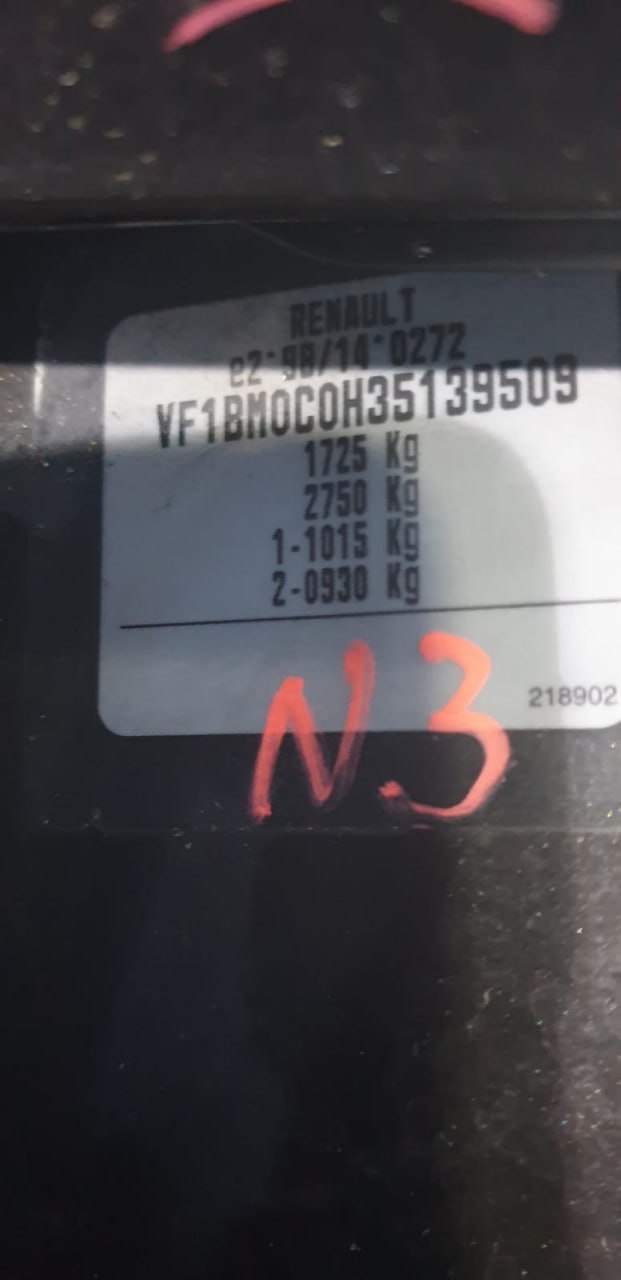 RENAULT
e2*98/14*0272
VF1BM0C0H35139509
1725 Kg
2750 Kg
1-1015 Kg
2-0930 Kg
218902
N3